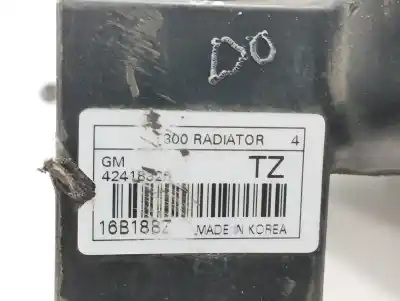 DO
300 RADIATOR 4
GM TZ
16B18BZ MADE IN KOREA